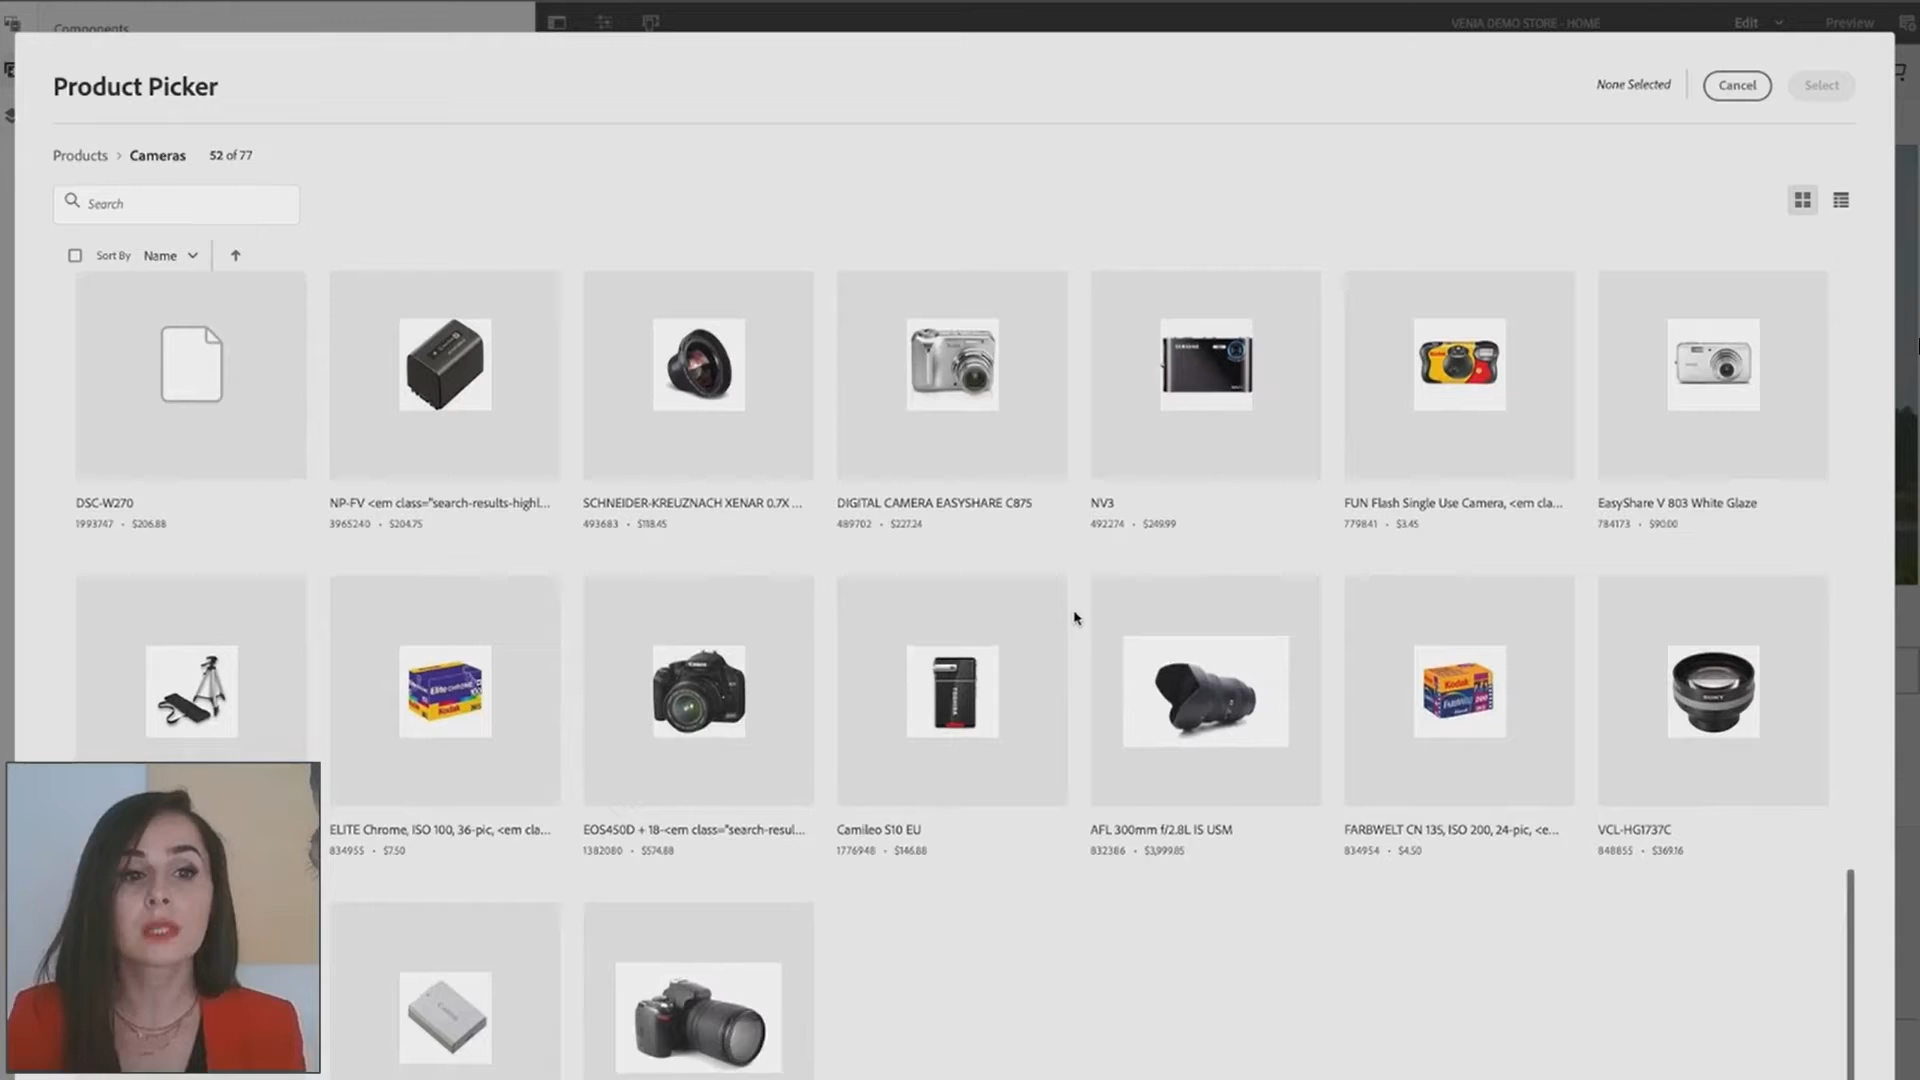 Components
VENIA DEMO STORE - HOME
Edit
Preview
Product Picker
None Selected
Cancel
Select
Products › Cameras 52 of 77
Search
Sort By Name
DSC-W270
1993747 • $206.88
NP-FV <em class="search-results-highl...
3965240 • $204.75
SCHNEIDER-KREUZNACH XENAR 0.7X ...
493683 • $118.45
DIGITAL CAMERA EASYSHARE C875
489702 • $227.24
NV3
492274 • $249.99
FUN Flash Single Use Camera, <em cla...
779841 • $3.45
EasyShare V 803 White Glaze
784173 • $90.00
ELITE Chrome, ISO 100, 36-pic, <em cla...
834955 • $7.50
EOS450D + 18-<em class="search-resul...
1382080 • $574.88
Camileo S10 EU
1776948 • $146.88
AFL 300mm f/2.8L IS USM
832386 • $3,999.85
FARBWELT CN 135, ISO 200, 24-pic, <e...
834954 • $4.50
VCL-HG1737C
848855 • $369.16